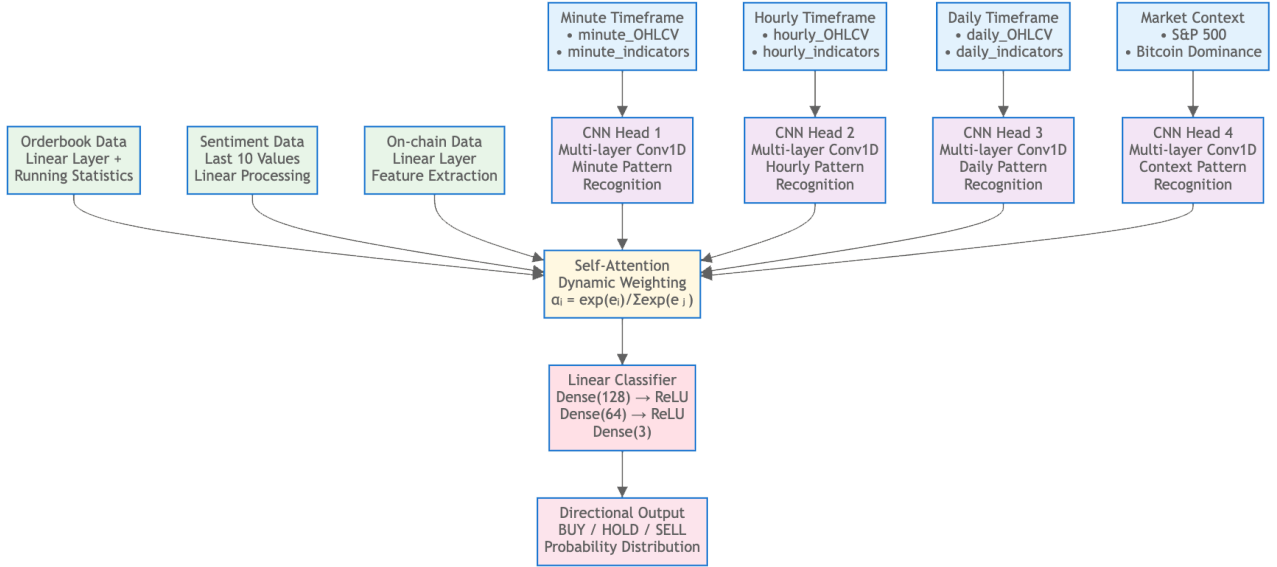 Minute Timeframe
• minute_OHLCV
• minute_indicators
Hourly Timeframe
• hourly_OHLCV
• hourly_indicators
Daily Timeframe
• daily_OHLCV
• daily_indicators
Market Context
• S&P 500
• Bitcoin Dominance
Orderbook Data
Linear Layer +
Running Statistics
Sentiment Data
Last 10 Values
Linear Processing
On-chain Data
Linear Layer
Feature Extraction
CNN Head 1
Multi-layer Conv1D
Minute Pattern
Recognition
CNN Head 2
Multi-layer Conv1D
Hourly Pattern
Recognition
CNN Head 3
Multi-layer Conv1D
Daily Pattern
Recognition
CNN Head 4
Multi-layer Conv1D
Context Pattern
Recognition
Self-Attention
Dynamic Weighting
αᵢ = exp(eᵢ)/Σexp(e ⱼ )
Linear Classifier
Dense(128) → ReLU
Dense(64) → ReLU
Dense(3)
Directional Output
BUY / HOLD / SELL
Probability Distribution